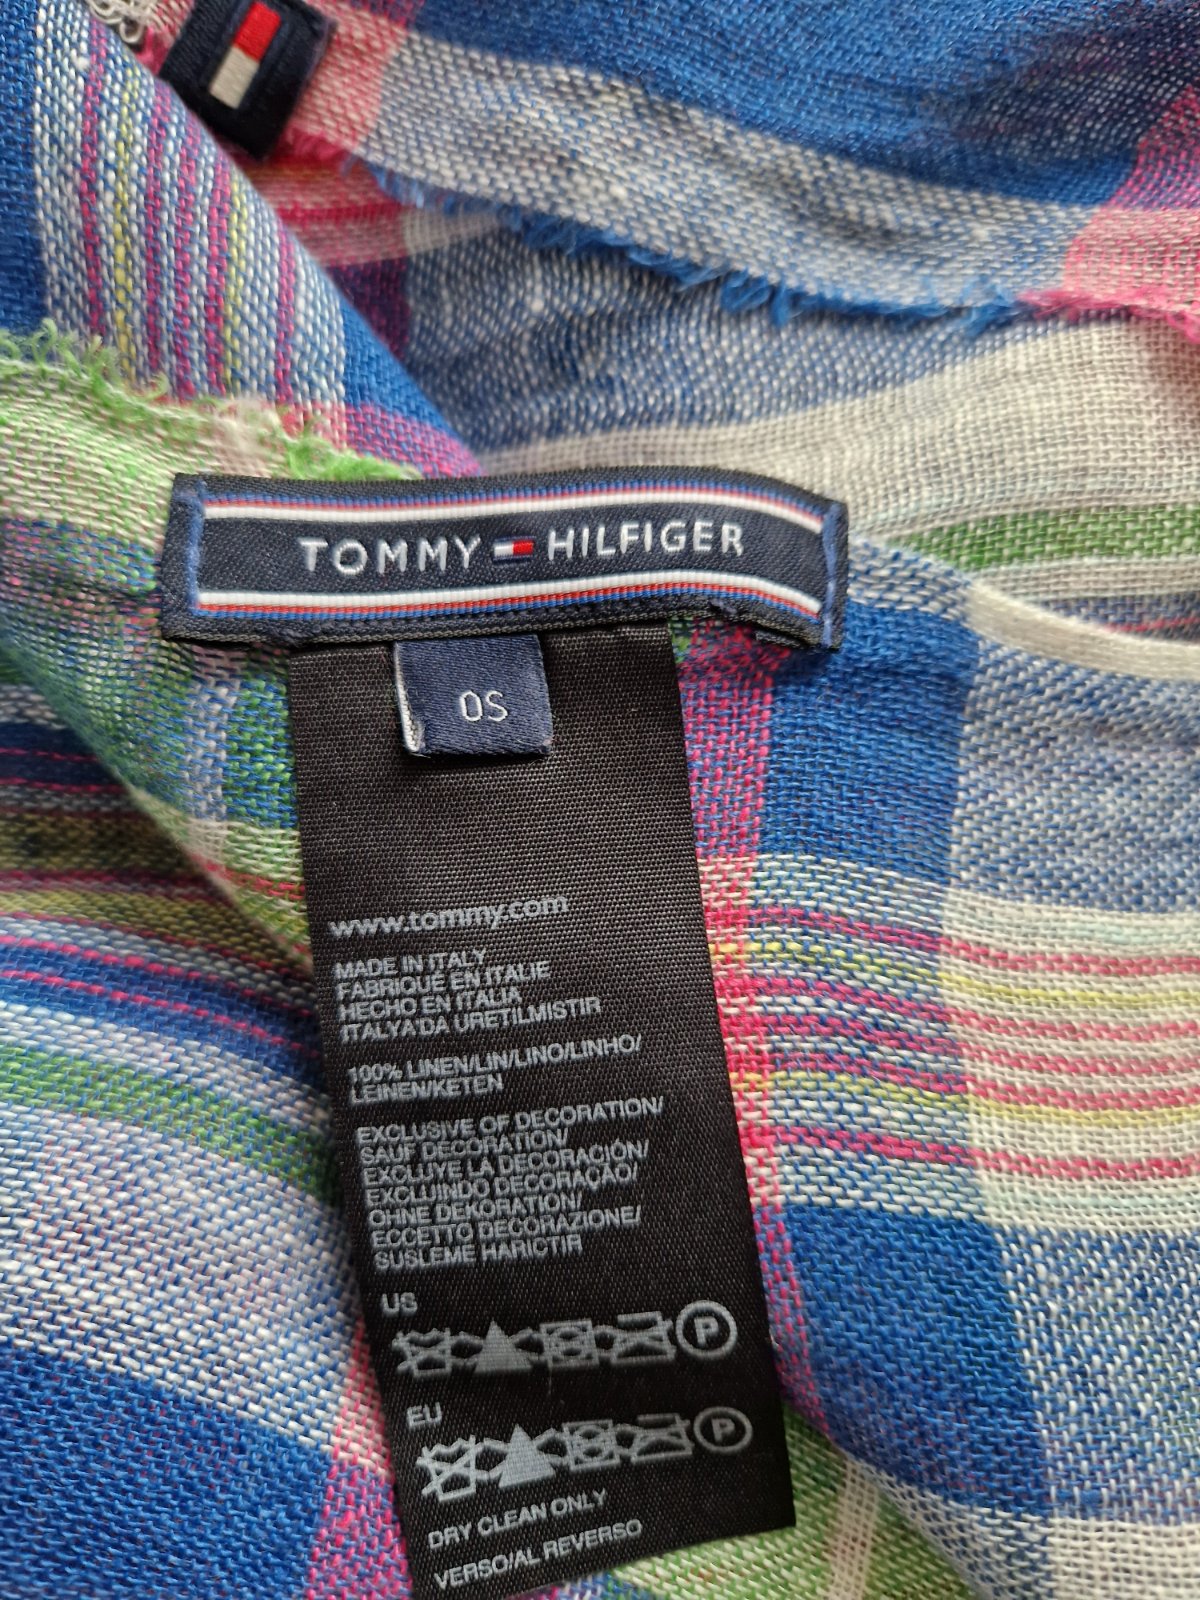 TOMMY HILFIGER
OS
www.tommy.com
MADE IN ITALY
FABRIQUE EN ITALIE
HECHO EN ITALIA
ITALYA'DA URETILMISTIR
100% LINEN/LIN/LINO/LINHO/
LEINEN/KETEN
EXCLUSIVE OF DECORATION/
SAUF DECORATION/
EXCLUYE LA DECORACIÓN/
EXCLUINDO DECORAÇAO/
OHNE DEKORATION/
ECCETTO DECORAZIONE/
SUSLEME HARICTIR
US
P
EU
P
DRY CLEAN ONLY
VERSO/AL REVERSO